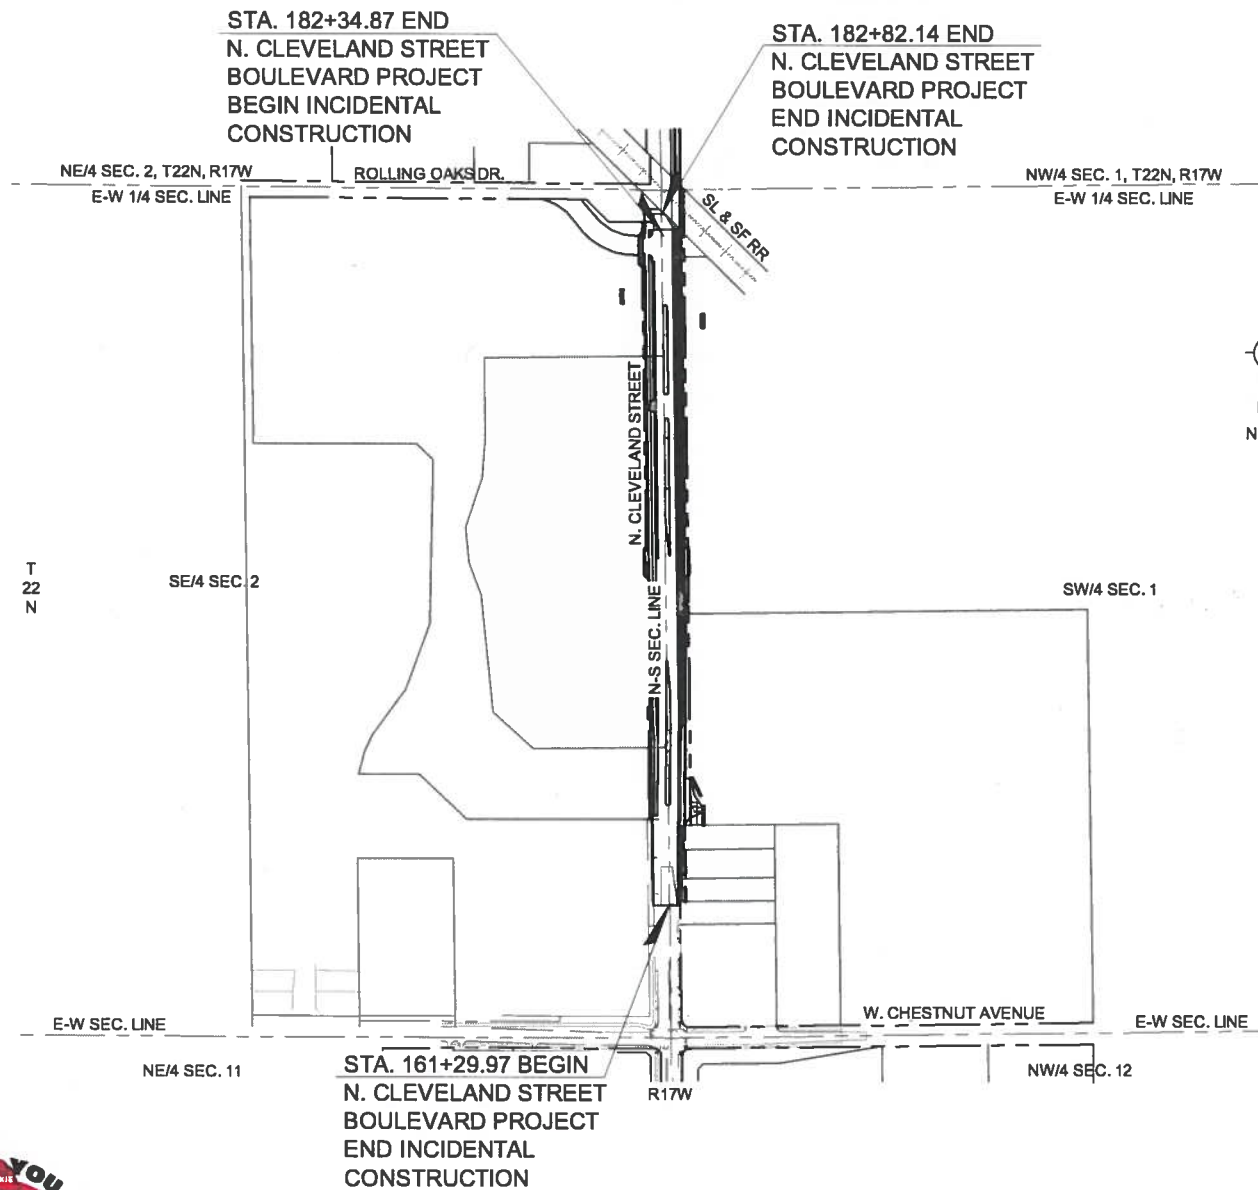 STA. 182+34.87 END
N. CLEVELAND STREET
BOULEVARD PROJECT
BEGIN INCIDENTAL
CONSTRUCTION
STA. 182+82.14 END
N. CLEVELAND STREET
BOULEVARD PROJECT
END INCIDENTAL
CONSTRUCTION
NE/4 SEC. 2, T22N, R17W
ROLLING OAKS DR.
NW/4 SEC. 1, T22N, R17W
E-W 1/4 SEC. LINE
E-W 1/4 SEC. LINE
SL & SF RR
N. CLEVELAND STREET
N
T
22
N
SE/4 SEC. 2
SW/4 SEC. 1
N-S SEC. LINE
W. CHESTNUT AVENUE
E-W SEC. LINE
E-W SEC. LINE
NE/4 SEC. 11
STA. 161+29.97 BEGIN
N. CLEVELAND STREET
BOULEVARD PROJECT
END INCIDENTAL
CONSTRUCTION
R17W
NW/4 SEC. 12
YOU